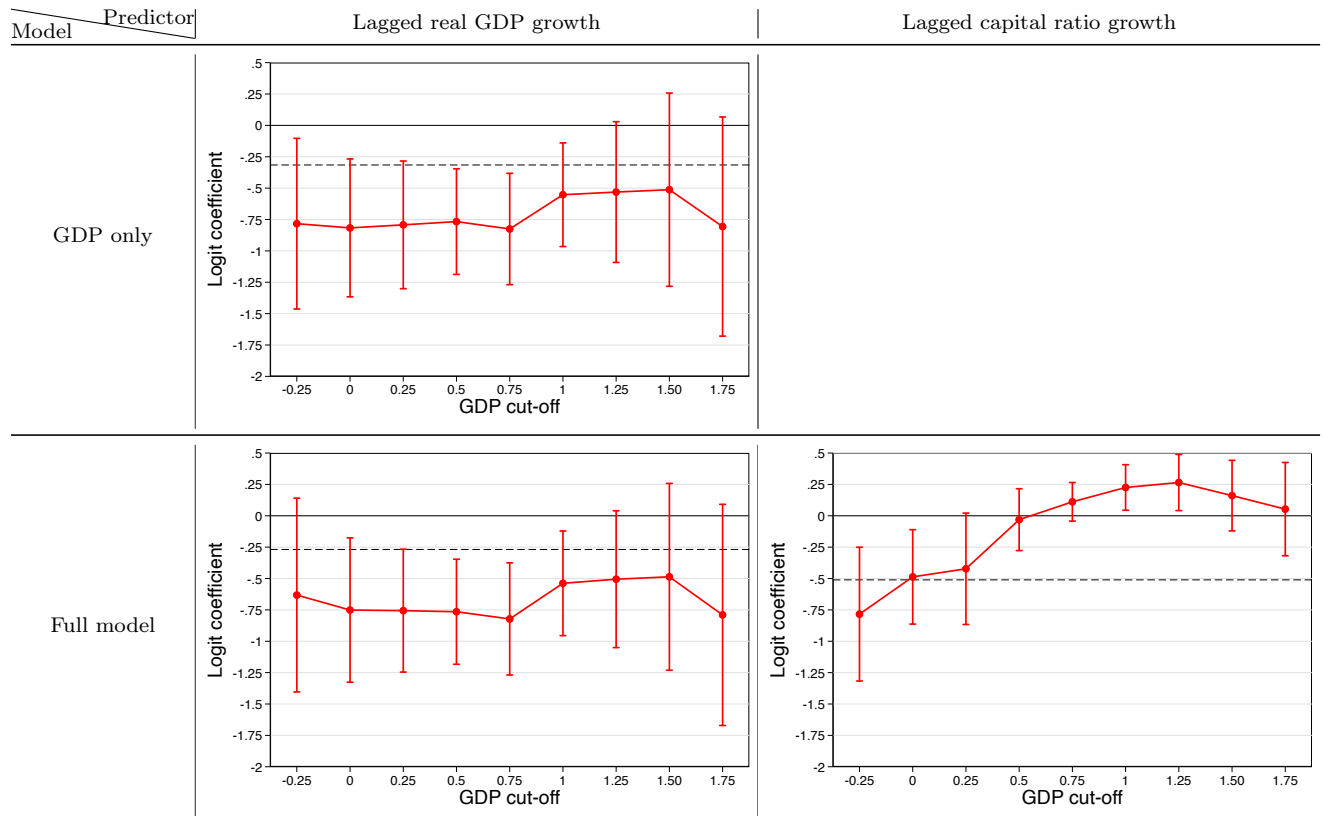 Predictor
Model
Lagged real GDP growth
Lagged capital ratio growth
GDP only
Logit coefficient
.5
.25
0
-.25
-.5
-.75
-1
-1.25
-1.5
-1.75
-2
-0.25 0 0.25 0.5 0.75 1 1.25 1.50 1.75
GDP cut-off
Full model
Logit coefficient
.5
.25
0
-.25
-.5
-.75
-1
-1.25
-1.5
-1.75
-2
-0.25 0 0.25 0.5 0.75 1 1.25 1.50 1.75
GDP cut-off
Logit coefficient
.5
.25
0
-.25
-.5
-.75
-1
-1.25
-1.5
-1.75
-2
-0.25 0 0.25 0.5 0.75 1 1.25 1.50 1.75
GDP cut-off